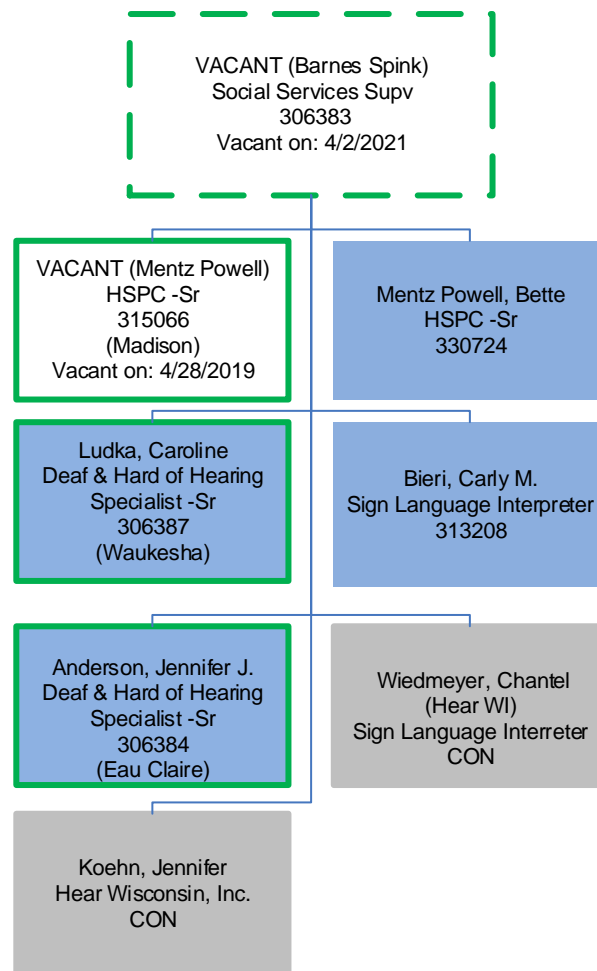 VACANT (Barnes Spink)
Social Services Supv
306383
Vacant on: 4/2/2021
VACANT (Mentz Powell)
HSPC -Sr
315066
(Madison)
Vacant on: 4/28/2019
Mentz Powell, Bette
HSPC -Sr
330724
Ludka, Caroline
Deaf & Hard of Hearing
Specialist -Sr
306387
(Waukesha)
Bieri, Carly M.
Sign Language Interpreter
313208
Anderson, Jennifer J.
Deaf & Hard of Hearing
Specialist -Sr
306384
(Eau Claire)
Wiedmeyer, Chantel
(Hear WI)
Sign Language Interreter
CON
Koehn, Jennifer
Hear Wisconsin, Inc.
CON